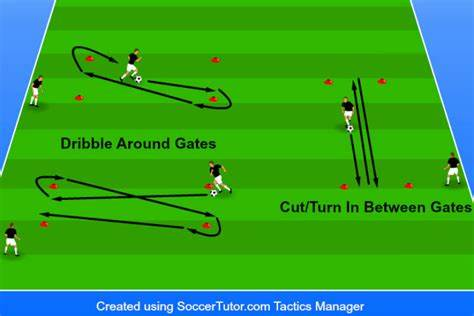 Dribble Around Gates
Cut/Turn In Between Gates
Created using SoccerTutor.com Tactics Manager